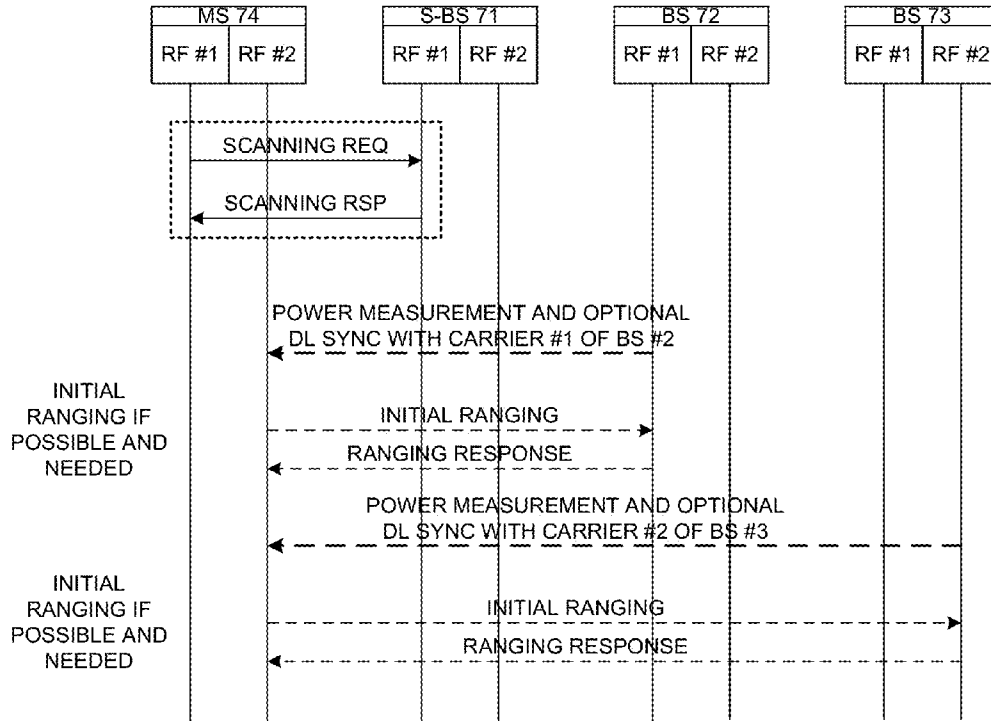 MS 74 S-BS 71 BS 72 BS 73
RF #1 RF #2 RF #1 RF #2 RF #1 RF #2 RF #1 RF #2
SCANNING REQ
SCANNING RSP
POWER MEASUREMENT AND OPTIONAL
DL SYNC WITH CARRIER #1 OF BS #2
INITIAL
RANGING IF
POSSIBLE AND
NEEDED
INITIAL RANGING
RANGING RESPONSE
POWER MEASUREMENT AND OPTIONAL
DL SYNC WITH CARRIER #2 OF BS #3
INITIAL
RANGING IF
POSSIBLE AND
NEEDED
INITIAL RANGING
RANGING RESPONSE